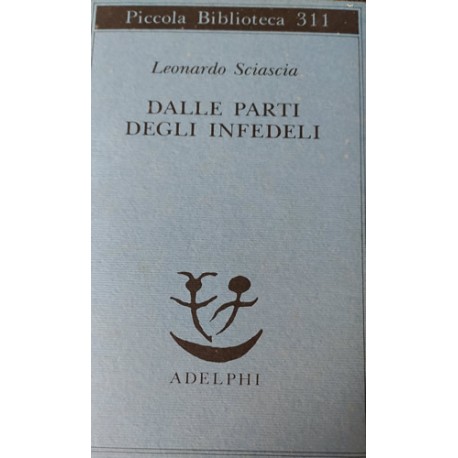 Piccola Biblioteca 311
Leonardo Sciascia
DALLE PARTI
DEGLI INFEDELI
ADELPHI